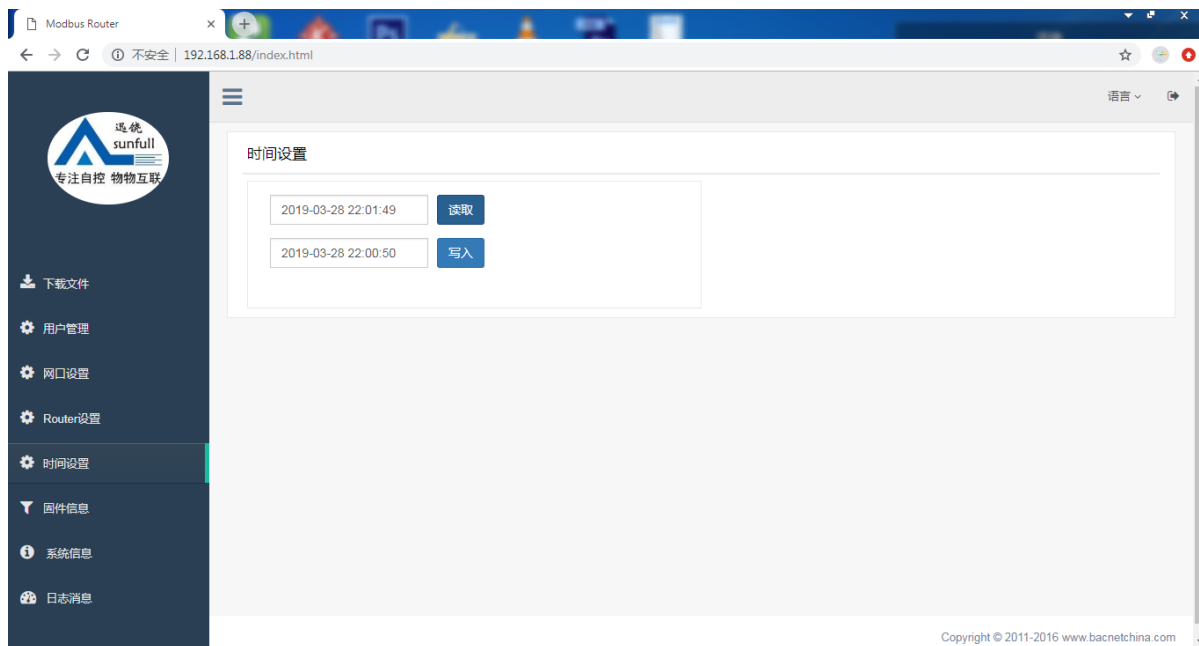 Modbus Router
不安全 192.168.1.88/index.html
语言
迅饶
sunfull
专注自控 物物互联
时间设置
2019-03-28 22:01:49 读取
2019-03-28 22:00:50 写入
下载文件
用户管理
网口设置
Router设置
时间设置
固件信息
系统信息
日志消息
Copyright © 2011-2016 www.bacnetchina.com